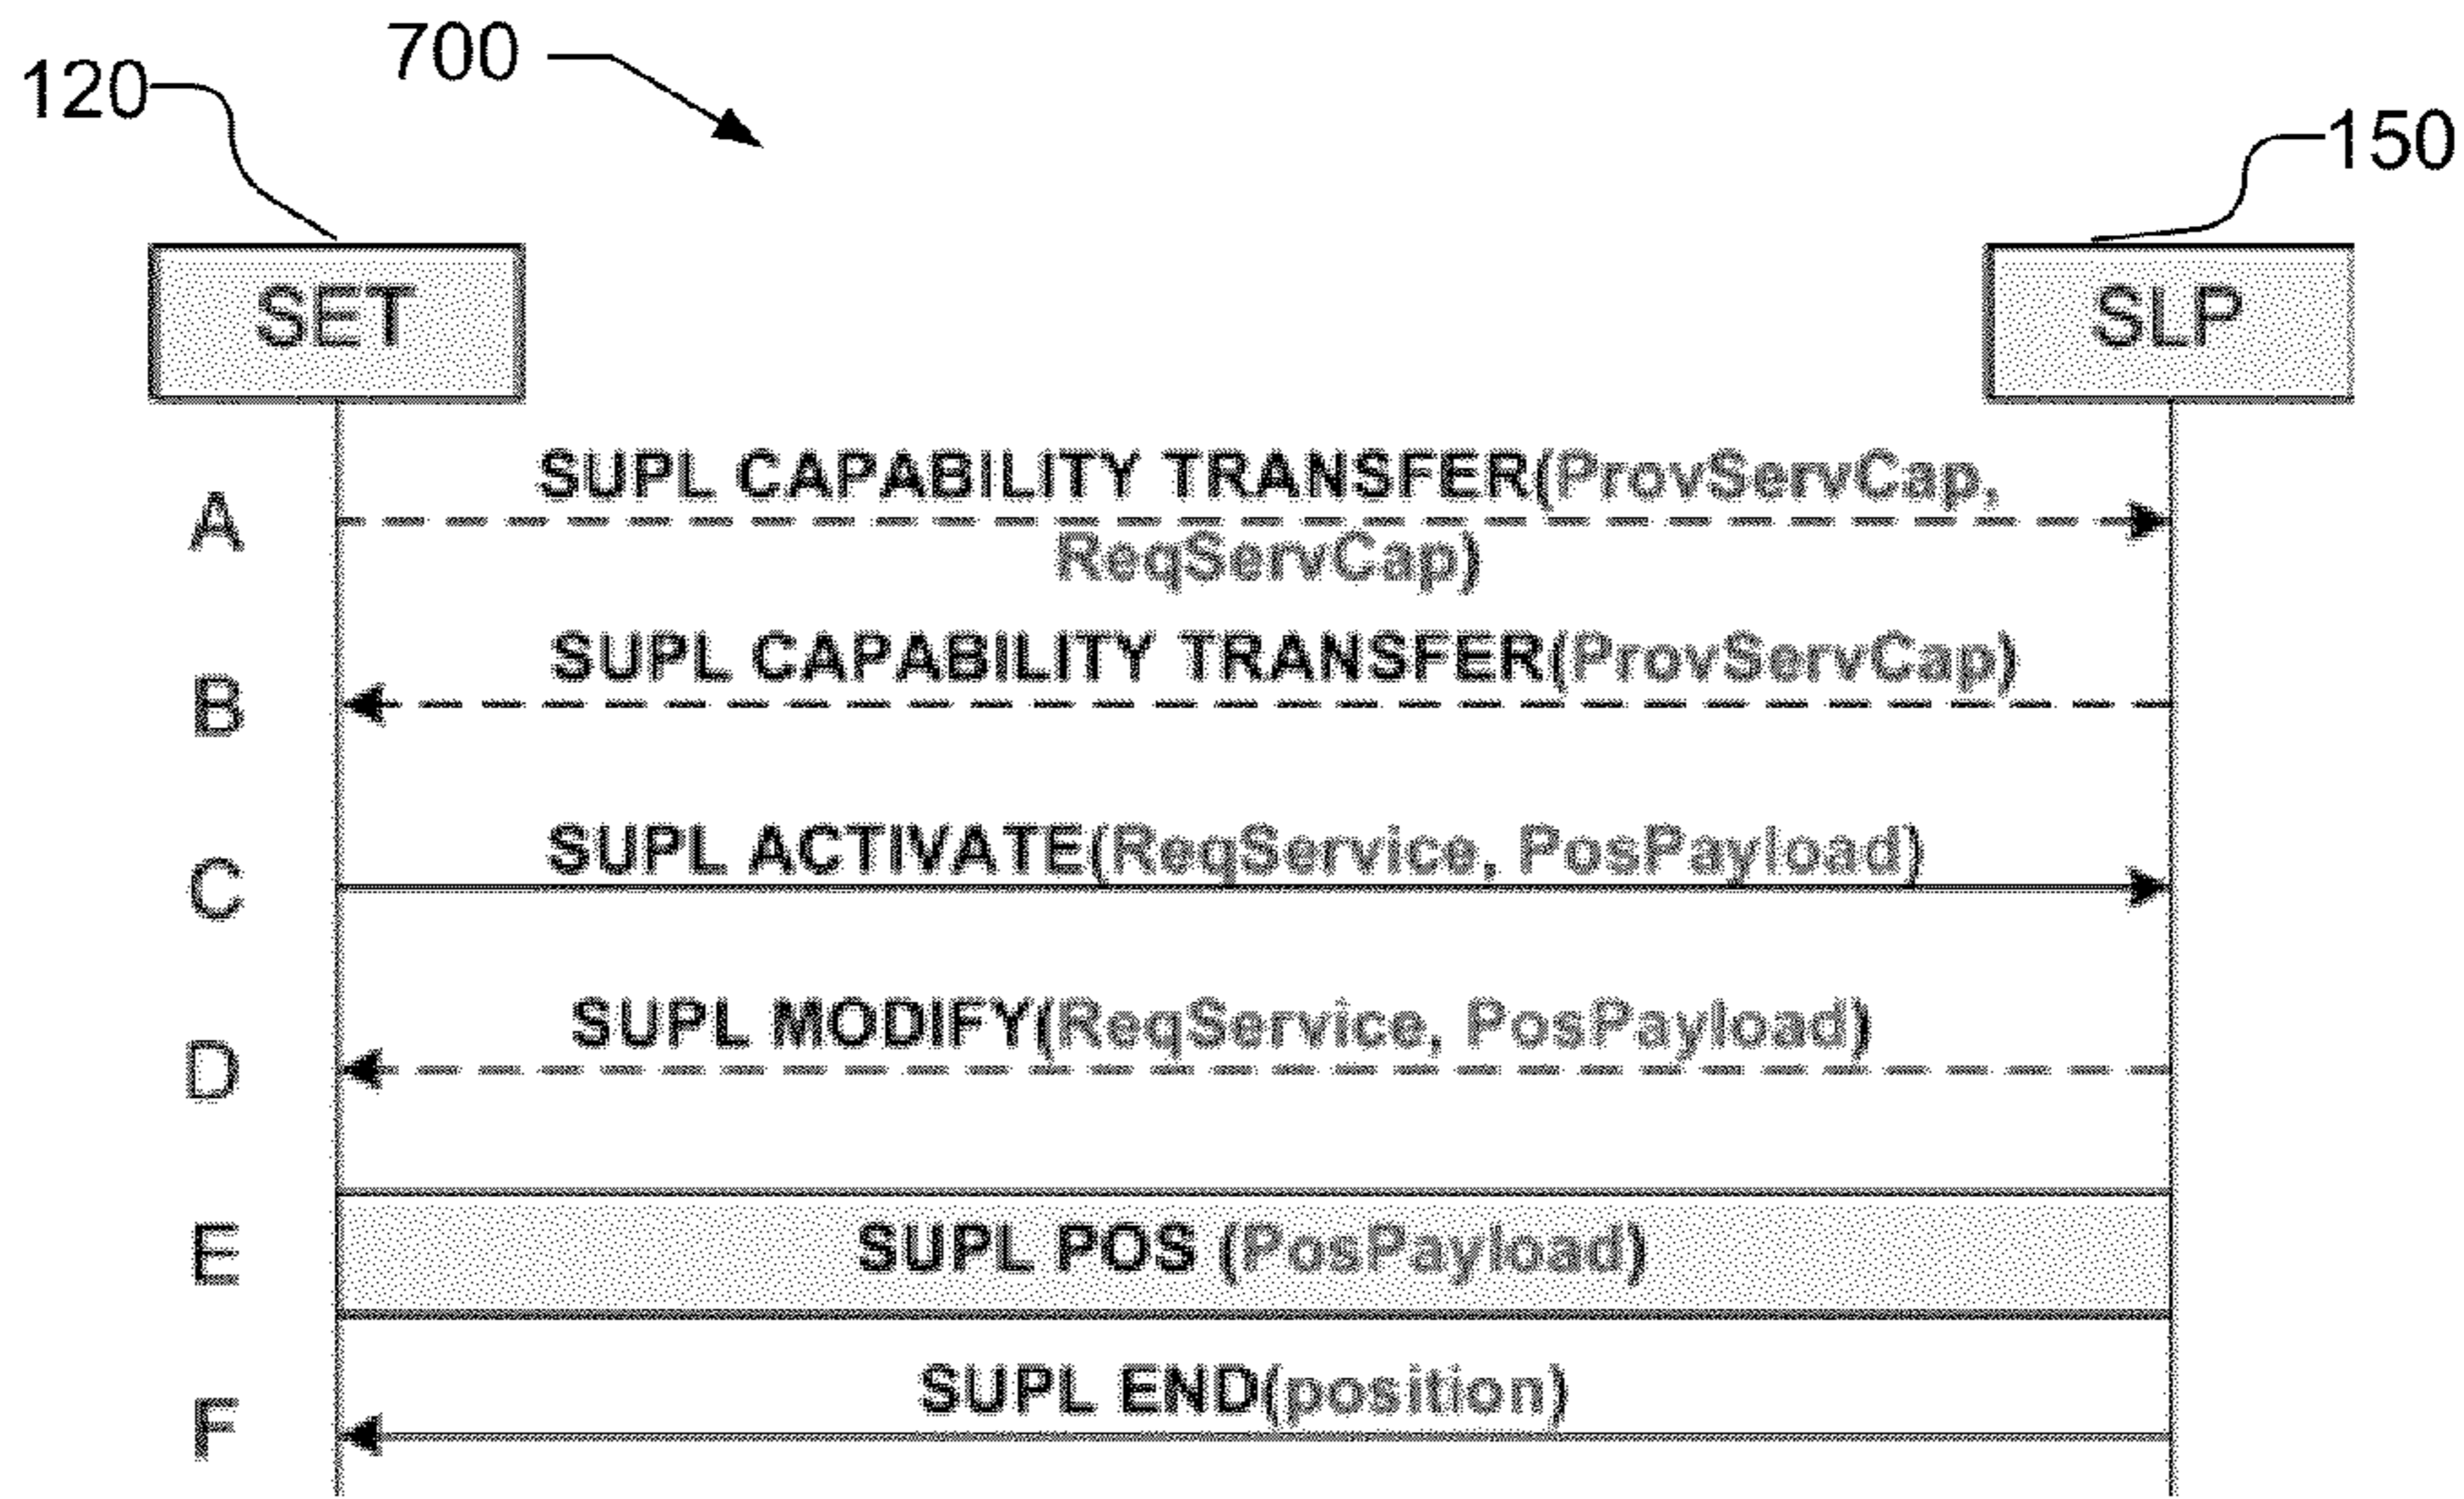 700
120
150
SET
SLP
SUPL CAPABILITY TRANSFER(ProvServCap,
A
ReqServCap)
SUPL CAPABILITY TRANSFER(ProvServCap)
B
SUPL ACTIVATE(ReqService, PosPayload)
C
SUPL MODIFY(ReqService, PosPayload)
D
E
SUPL POS (PosPayload)
SUPL END(position)
F